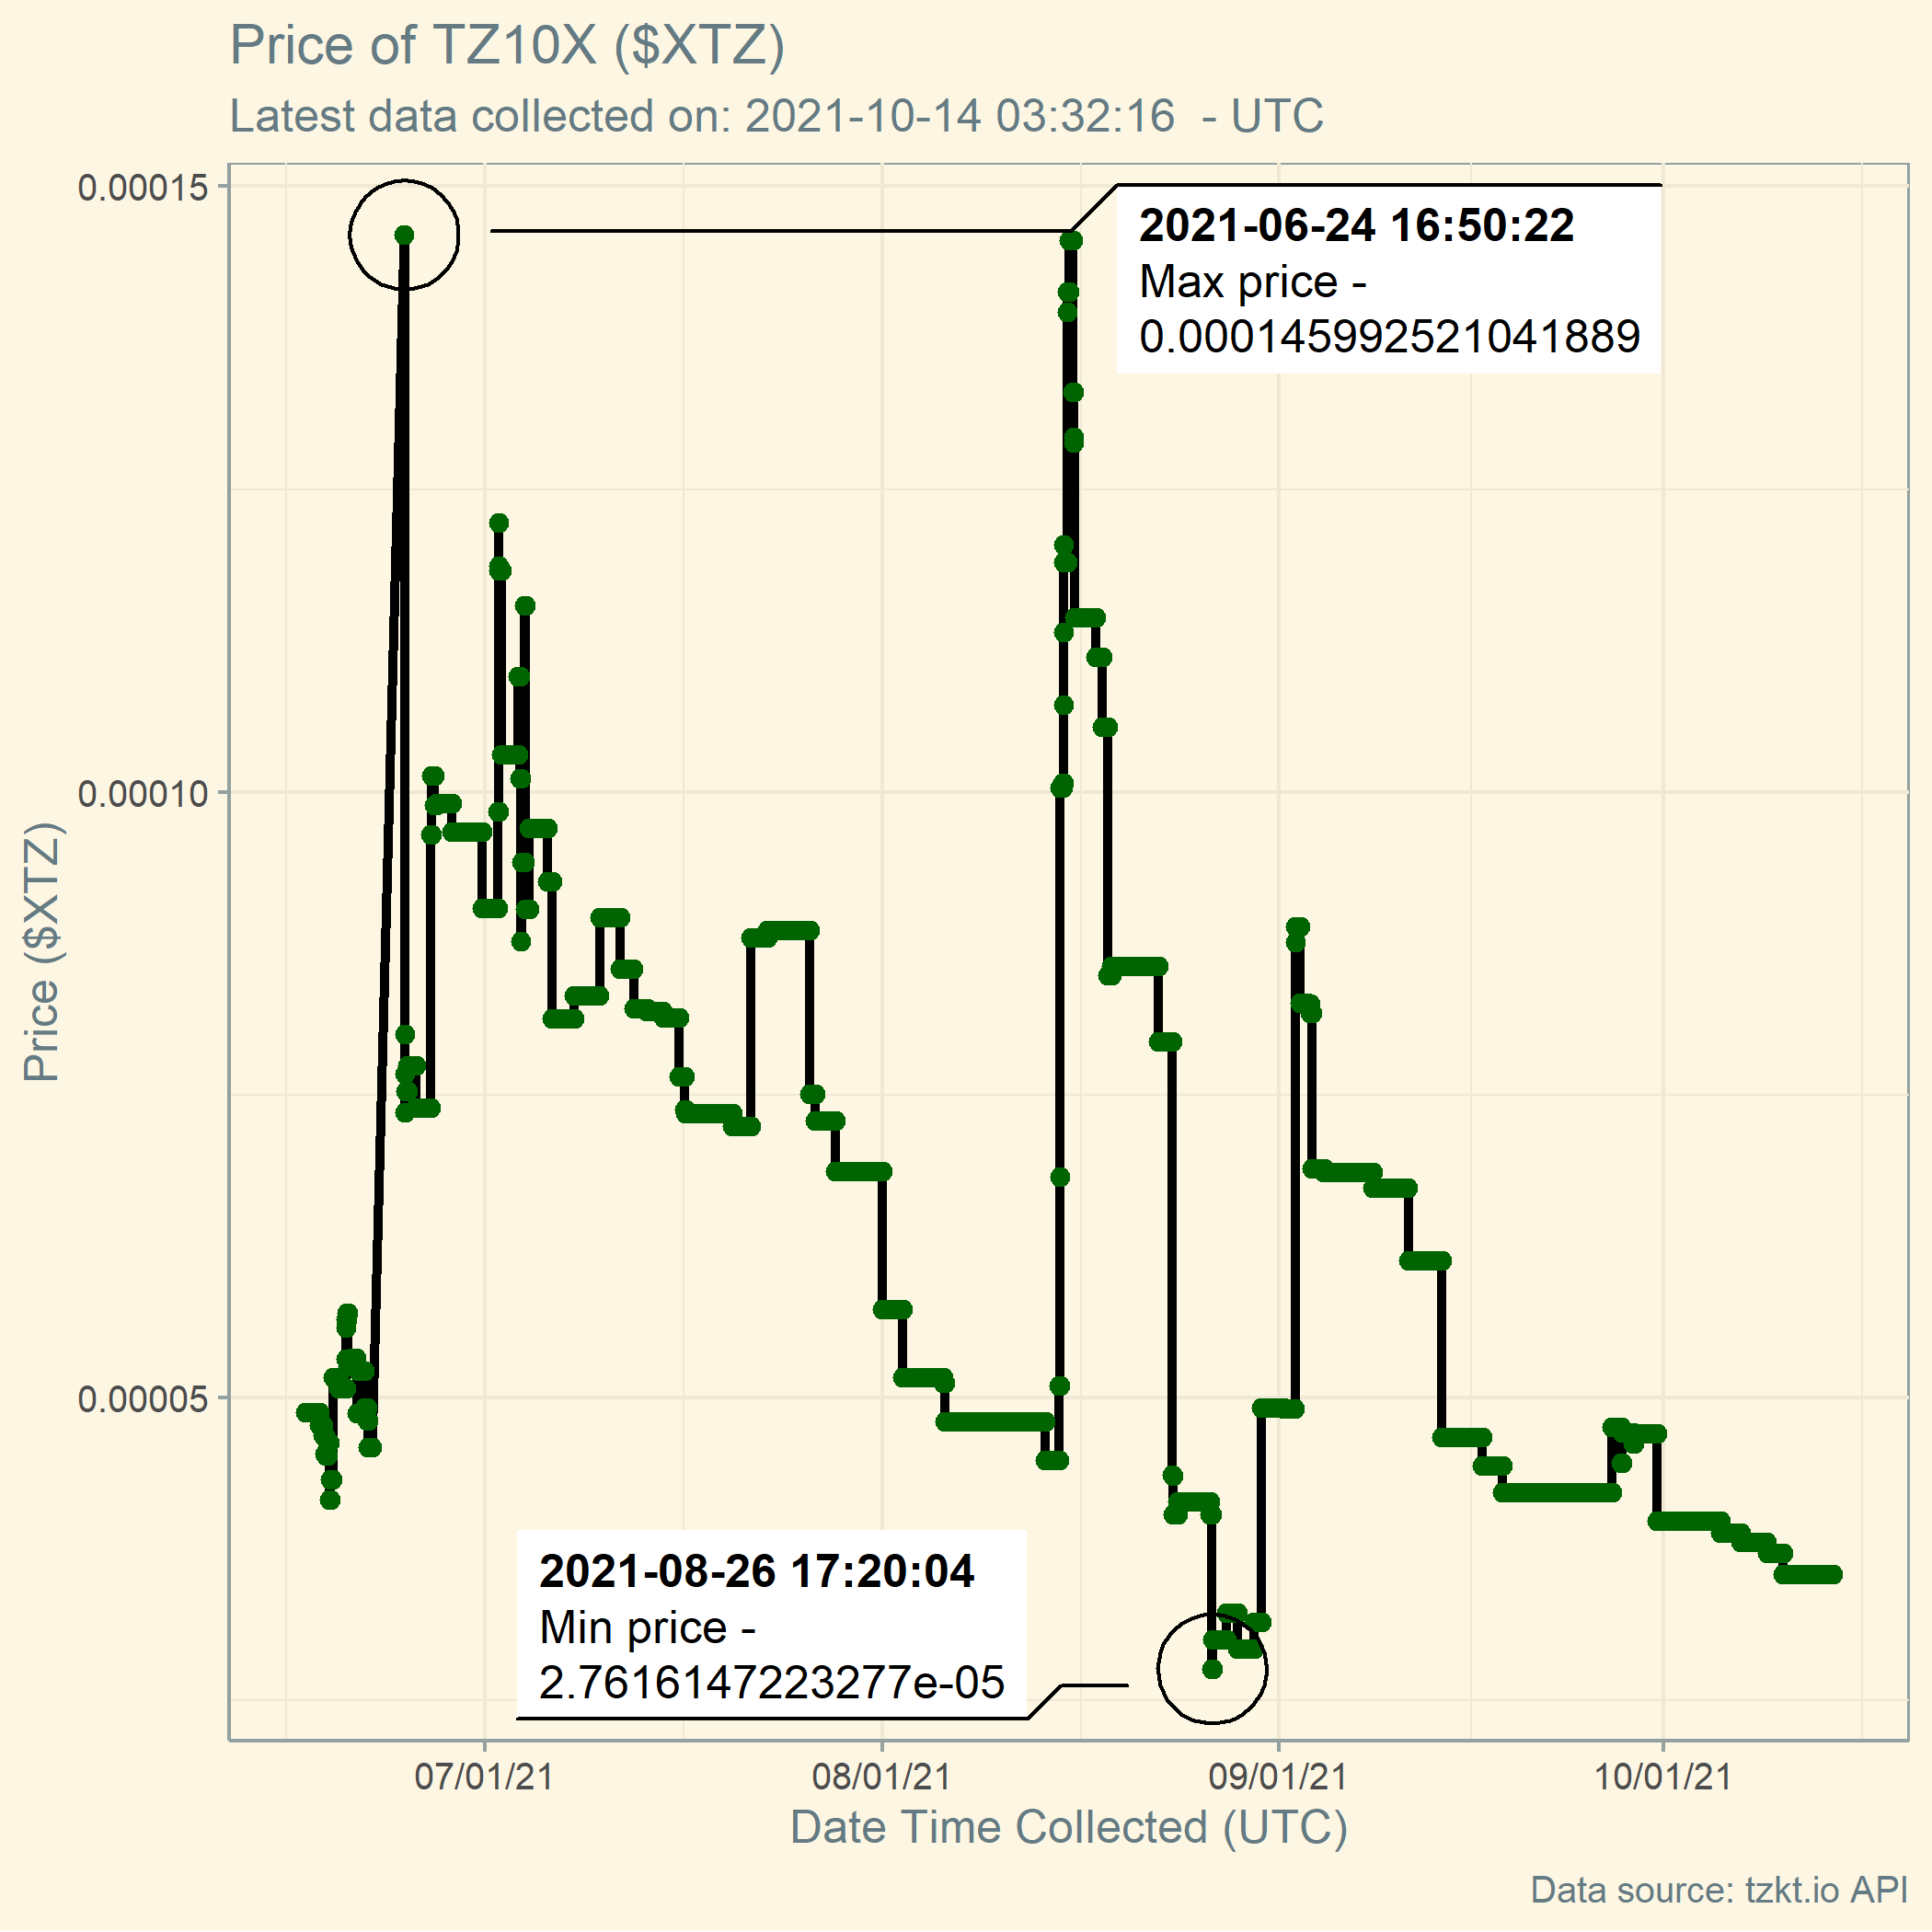 Price of TZ10X ($XTZ)
Latest data collected on: 2021-10-14 03:32:16  - UTC
0.00015
0.00010
0.00005
Price ($XTZ)
2021-06-24 16:50:22
Max price -
0.000145992521041889
2021-08-26 17:20:04
Min price -
2.7616147223277e-05
07/01/21
08/01/21
09/01/21
10/01/21
Date Time Collected (UTC)
Data source: tzkt.io API